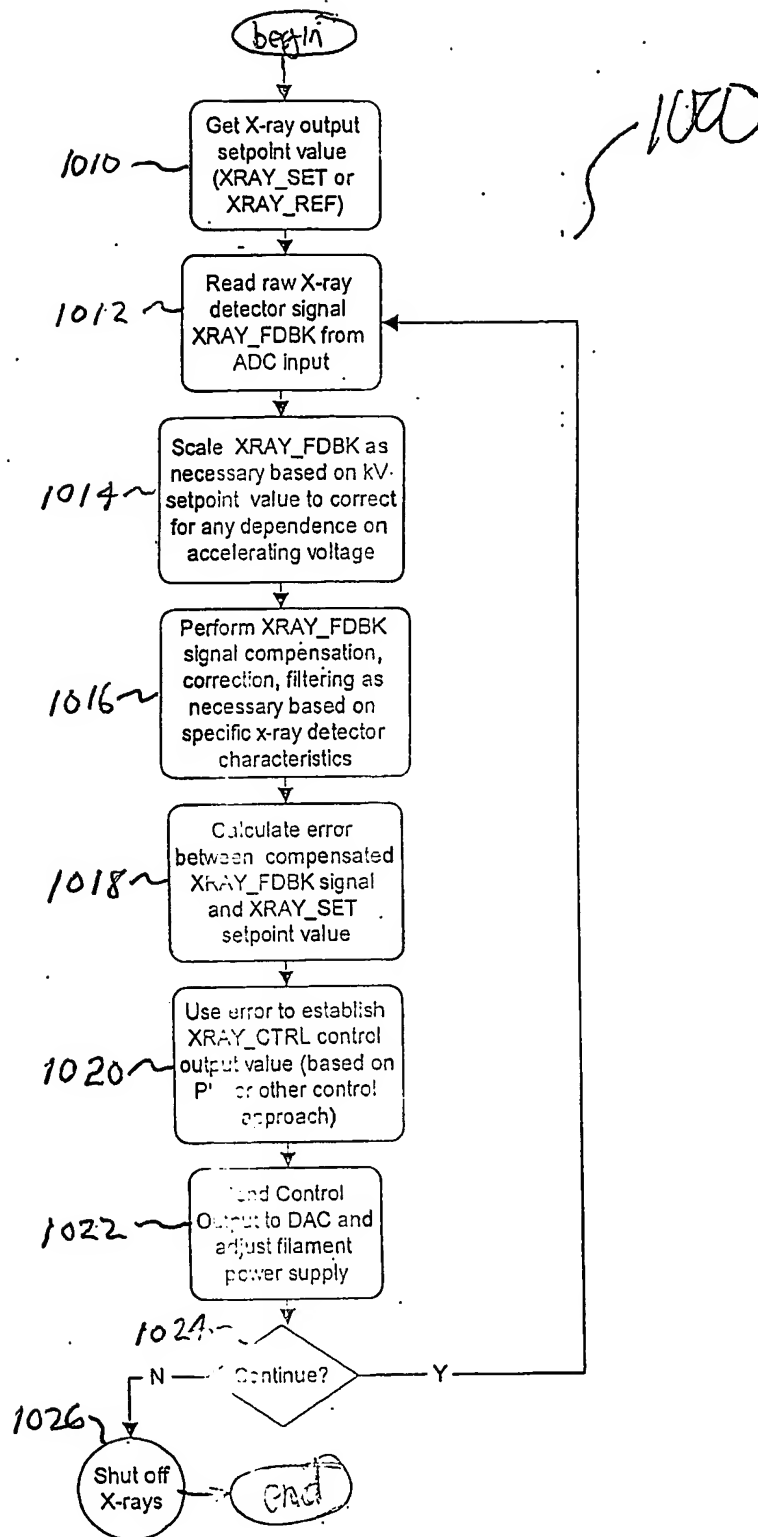 begin
1000
1010
Get X-ray output
setpoint value
(XRAY_SET or
XRAY_REF)
1012
Read raw X-ray
detector signal
XRAY_FDBK from
ADC input
1014
Scale XRAY_FDBK as
necessary based on kV
setpoint value to correct
for any dependence on
accelerating voltage
1016
Perform XRAY_FDBK
signal compensation,
correction, filtering as
necessary based on
specific x-ray detector
characteristics
1018
Calculate error
between compensated
XRAY_FDBK signal
and XRAY_SET
setpoint value
1020
Use error to establish
XRAY_CTRL control
output value (based on
or other control
approach)
1022
Control
Output to DAC and
adjust filament
power supply
1024
Continue?
N
Y
1026
Shut off
X-rays
end